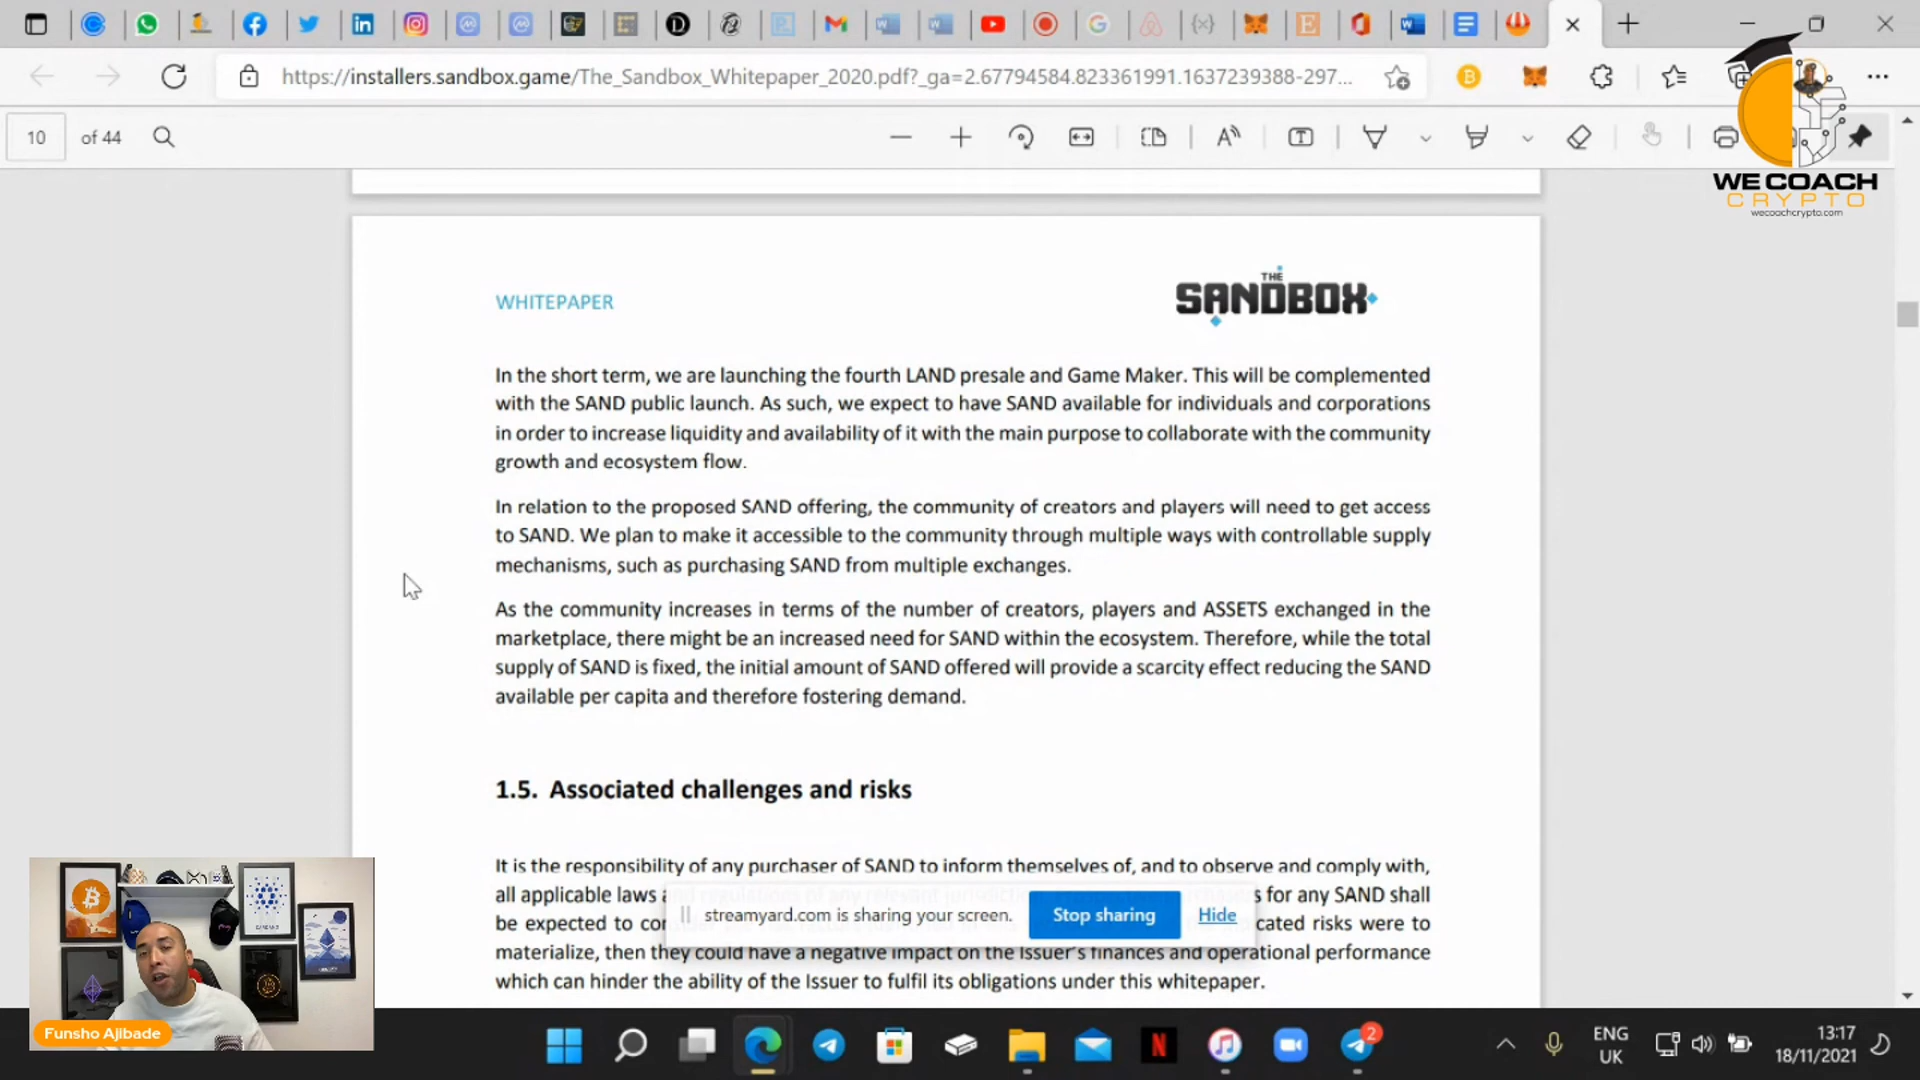 https://installers.sandbox.game/The_Sandbox_Whitepaper_2020.pdf?_ga=2.67794584.823361991.1637239388-297...
10 of 44
WE COACH
CRYPTO
wecoachcrypto.com
WHITEPAPER
THE
SANDBOX
In the short term, we are launching the fourth LAND presale and Game Maker. This will be complemented
with the SAND public launch. As such, we expect to have SAND available for individuals and corporations
in order to increase liquidity and availability of it with the main purpose to collaborate with the community
growth and ecosystem flow.
In relation to the proposed SAND offering, the community of creators and players will need to get access
to SAND. We plan to make it accessible to the community through multiple ways with controllable supply
mechanisms, such as purchasing SAND from multiple exchanges.
As the community increases in terms of the number of creators, players and ASSETS exchanged in the
marketplace, there might be an increased need for SAND within the ecosystem. Therefore, while the total
supply of SAND is fixed, the initial amount of SAND offered will provide a scarcity effect reducing the SAND
available per capita and therefore fostering demand.
1.5. Associated challenges and risks
It is the responsibility of any purchaser of SAND to inform themselves of, and to observe and comply with,
all applicable laws for any SAND shall
be expected to risks were to
streamyard.com is sharing your screen. Stop sharing Hide
materialize, then they could have a negative impact on the Issuer's finances and operational performance
which can hinder the ability of the Issuer to fulfil its obligations under this whitepaper.
Funsho Ajibade
2
ENG
UK
13:17
18/11/2021